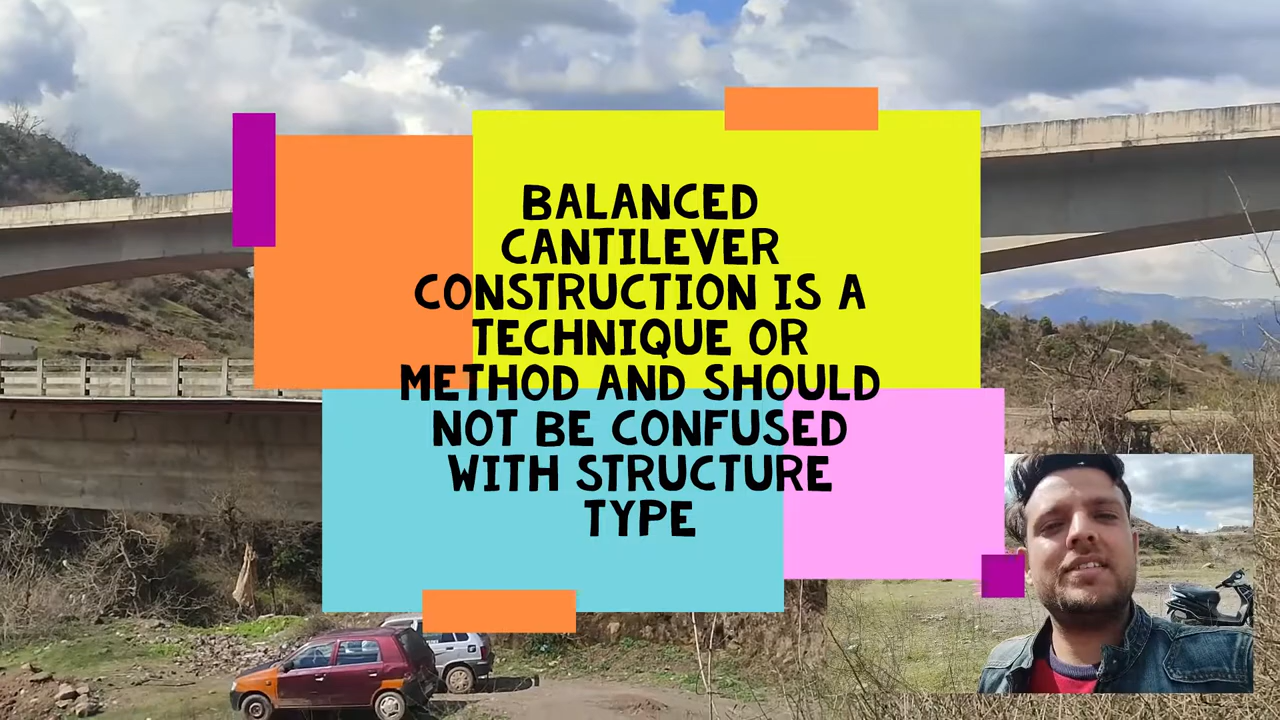 BALANCED
CANTILEVER
CONSTRUCTION IS A
TECHNIQUE OR
METHOD AND SHOULD
NOT BE CONFUSED
WITH STRUCTURE
TYPE